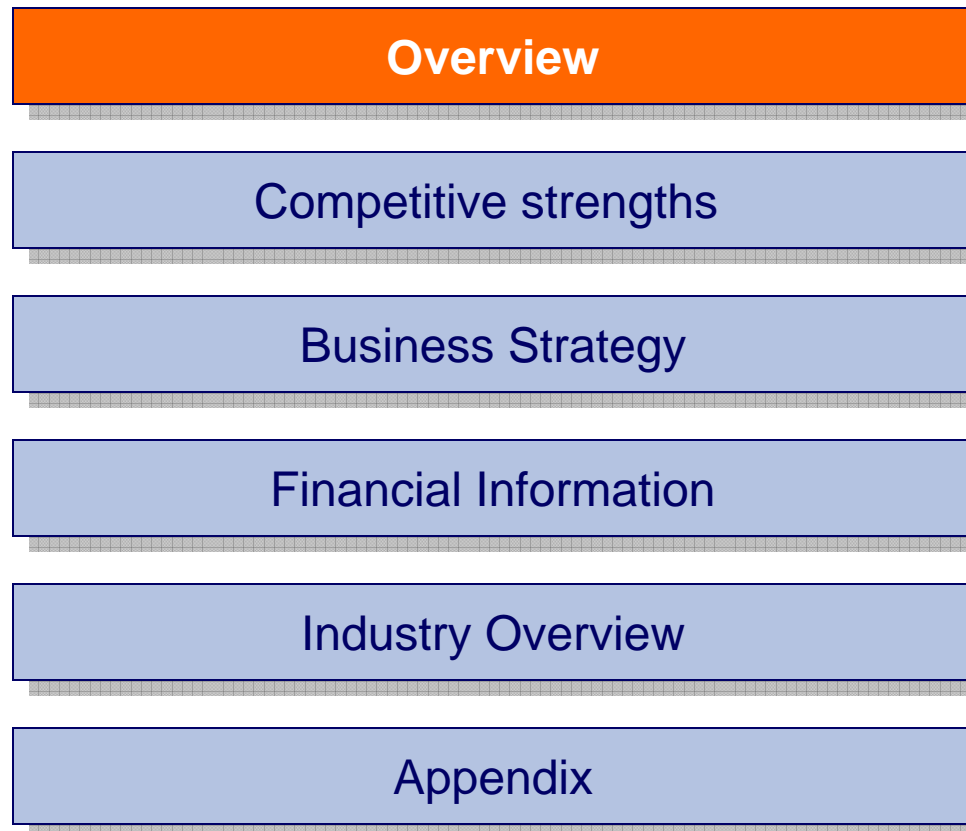 Overview
Competitive strengths
Business Strategy
Financial Information
Industry Overview
Appendix